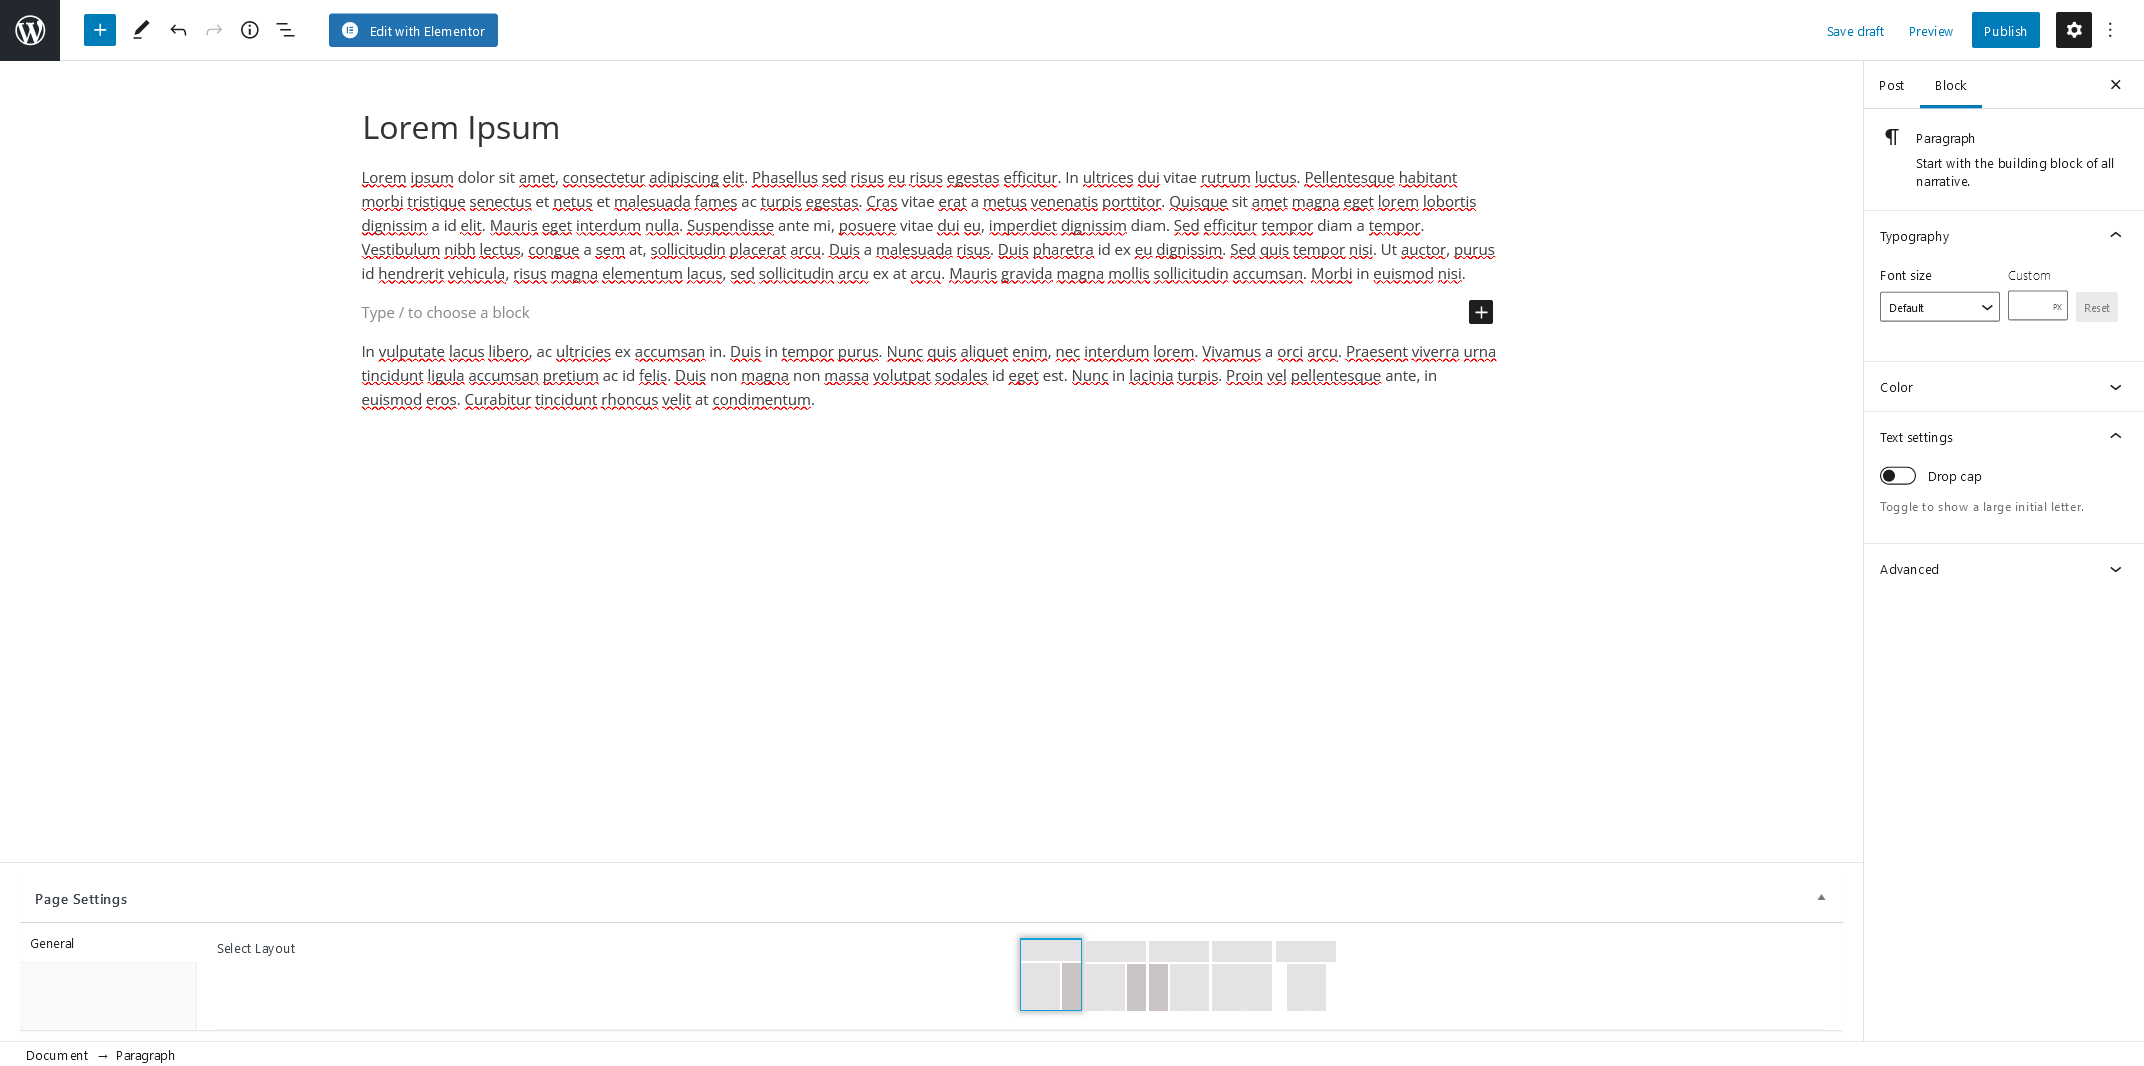 Edit with Elementor
Save draft
Preview
Publish
Post
Block
Lorem Ipsum
Lorem ipsum dolor sit amet, consectetur adipiscing elit. Phasellus sed risus eu risus egestas efficitur. In ultrices dui vitae rutrum luctus. Pellentesque habitant
morbi tristique senectus et netus et malesuada fames ac turpis egestas. Cras vitae erat a metus venenatis porttitor. Quisque sit amet magna eget lorem lobortis
dignissim a id elit. Mauris eget interdum nulla. Suspendisse ante mi, posuere vitae dui eu, imperdiet dignissim diam. Sed efficitur tempor diam a tempor.
Vestibulum nibh lectus, congue a sem at, sollicitudin placerat arcu. Duis a malesuada risus. Duis pharetra id ex eu dignissim. Sed quis tempor nisi. Ut auctor, purus
id hendrerit vehicula, risus magna elementum lacus, sed sollicitudin arcu ex at arcu. Mauris gravida magna mollis sollicitudin accumsan. Morbi in euismod nisi.
Type / to choose a block
In vulputate lacus libero, ac ultricies ex accumsan in. Duis in tempor purus. Nunc quis aliquet enim, nec interdum lorem. Vivamus a orci arcu. Praesent viverra urna
tincidunt ligula accumsan pretium ac id felis. Duis non magna non massa volutpat sodales id eget est. Nunc in lacinia turpis. Proin vel pellentesque ante, in
euismod eros. Curabitur tincidunt rhoncus velit at condimentum.
Paragraph
Start with the building block of all
narrative.
Typography
Font size
Custom
Default
PX
Reset
Color
Text settings
Drop cap
Toggle to show a large initial letter.
Advanced
Page Settings
General
Select Layout
Document → Paragraph